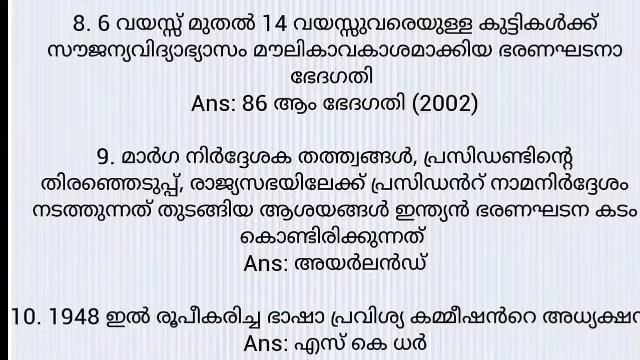 8. 6 വയസ്സ് മുതൽ 14 വയസ്സുവരെയുള്ള കുട്ടികൾക്ക്
സൗജന്യവിദ്യാഭ്യാസം മൗലികാവകാശമാക്കിയ ഭരണഘടനാ
ഭേദഗതി
Ans: 86 ആം ഭേദഗതി (2002)
9. മാർഗ നിർദ്ദേശക തത്ത്വങ്ങൾ, പ്രസിഡണ്ടിന്റെ
തിരഞ്ഞെടുപ്പ്, രാജ്യസഭയിലേക്ക് പ്രസിഡൻറ് നാമനിർദ്ദേശം
നടത്തുന്നത് തുടങ്ങിയ ആശയങ്ങൾ ഇന്ത്യൻ ഭരണഘടന കടം
കൊണ്ടിരിക്കുന്നത്
Ans: അയർലൻഡ്
10. 1948 ഇൽ രൂപീകരിച്ച ഭാഷാ പ്രവിശ്യ കമ്മീഷൻറെ
Ans: എസ് കെ ധർ